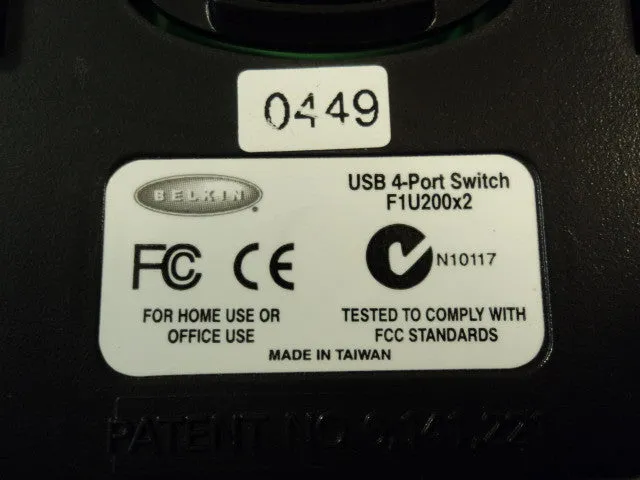 0449
BELKIN
USB 4-Port Switch
F1U200x2
FC CE
N10117
FOR HOME USE OR
OFFICE USE
TESTED TO COMPLY WITH
FCC STANDARDS
MADE IN TAIWAN
PATENT NO